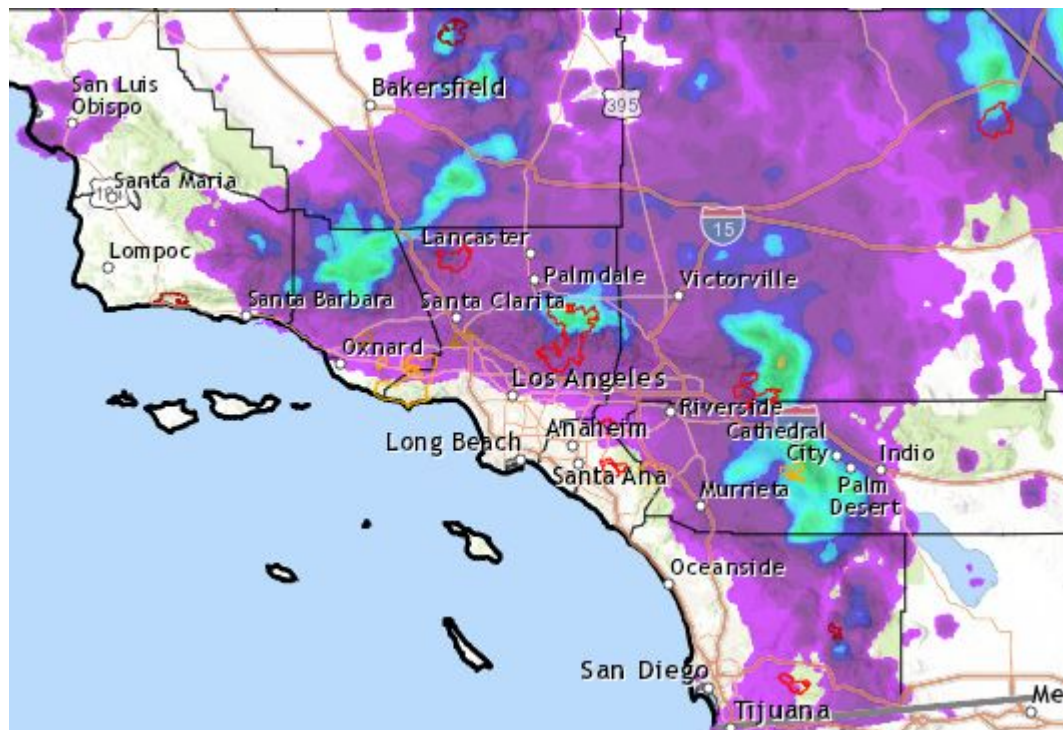 San Luis
Obispo
Bakersfield
395
Santa Maria
101
Lompoc
Lancaster
15
Palmdale
Santa Barbara
Santa Clarita
Victorville
Oxnard
Los Angeles
Riverside
Long Beach
Anaheim
Cathedral
City
Indio
Santa Ana
Murrieta
Palm
Desert
Oceanside
San Diego
Tijuana
Me